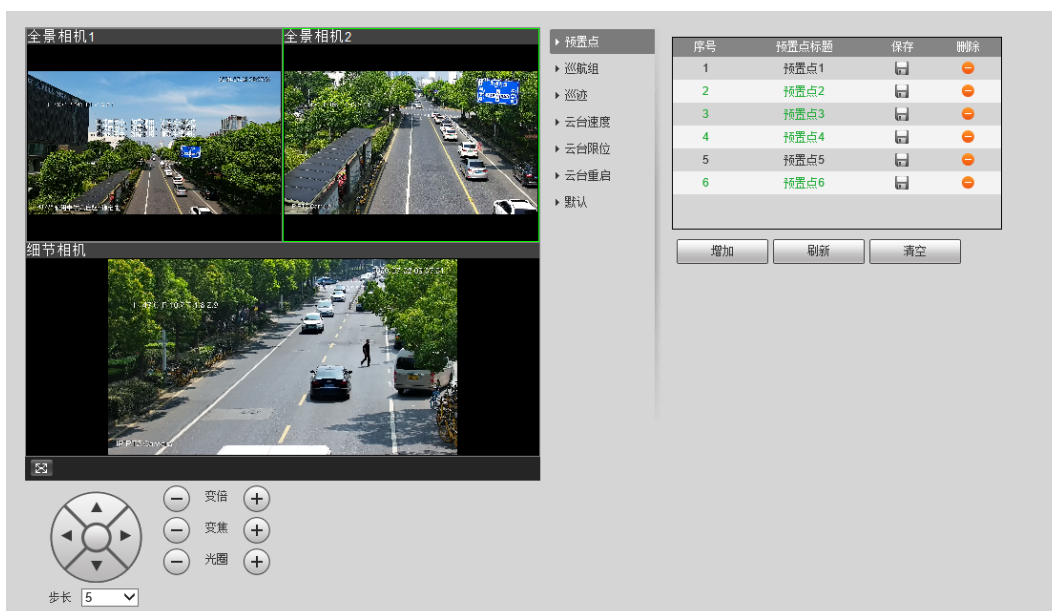 全景相机1
全景相机2
细节相机
IP PTZ Camera
变倍
变焦
光圈
步长 5
预置点
巡航组
巡迹
云台速度
云台限位
云台重启
默认
序号 预置点标题 保存 删除
1 预置点1
2 预置点2
3 预置点3
4 预置点4
5 预置点5
6 预置点6
增加 刷新 清空